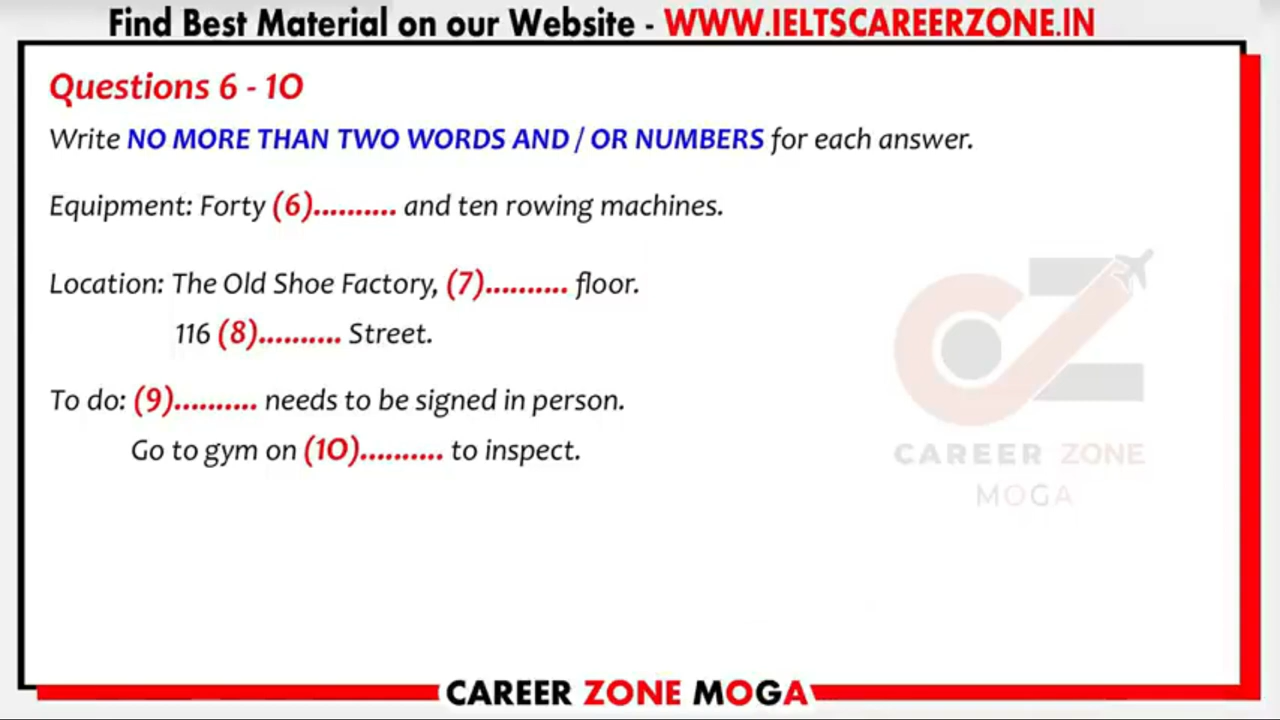 Find Best Material on our Website - WWW.IELTSCAREERZONE.IN
Questions 6 - 10
Write NO MORE THAN TWO WORDS AND / OR NUMBERS for each answer.
Equipment: Forty (6).......... and ten rowing machines.
Location: The Old Shoe Factory, (7).......... floor.
116 (8).......... Street.
To do: (9).......... needs to be signed in person.
Go to gym on (10).......... to inspect.
CAREER ZONE
MOGA
CAREER ZONE MOGA